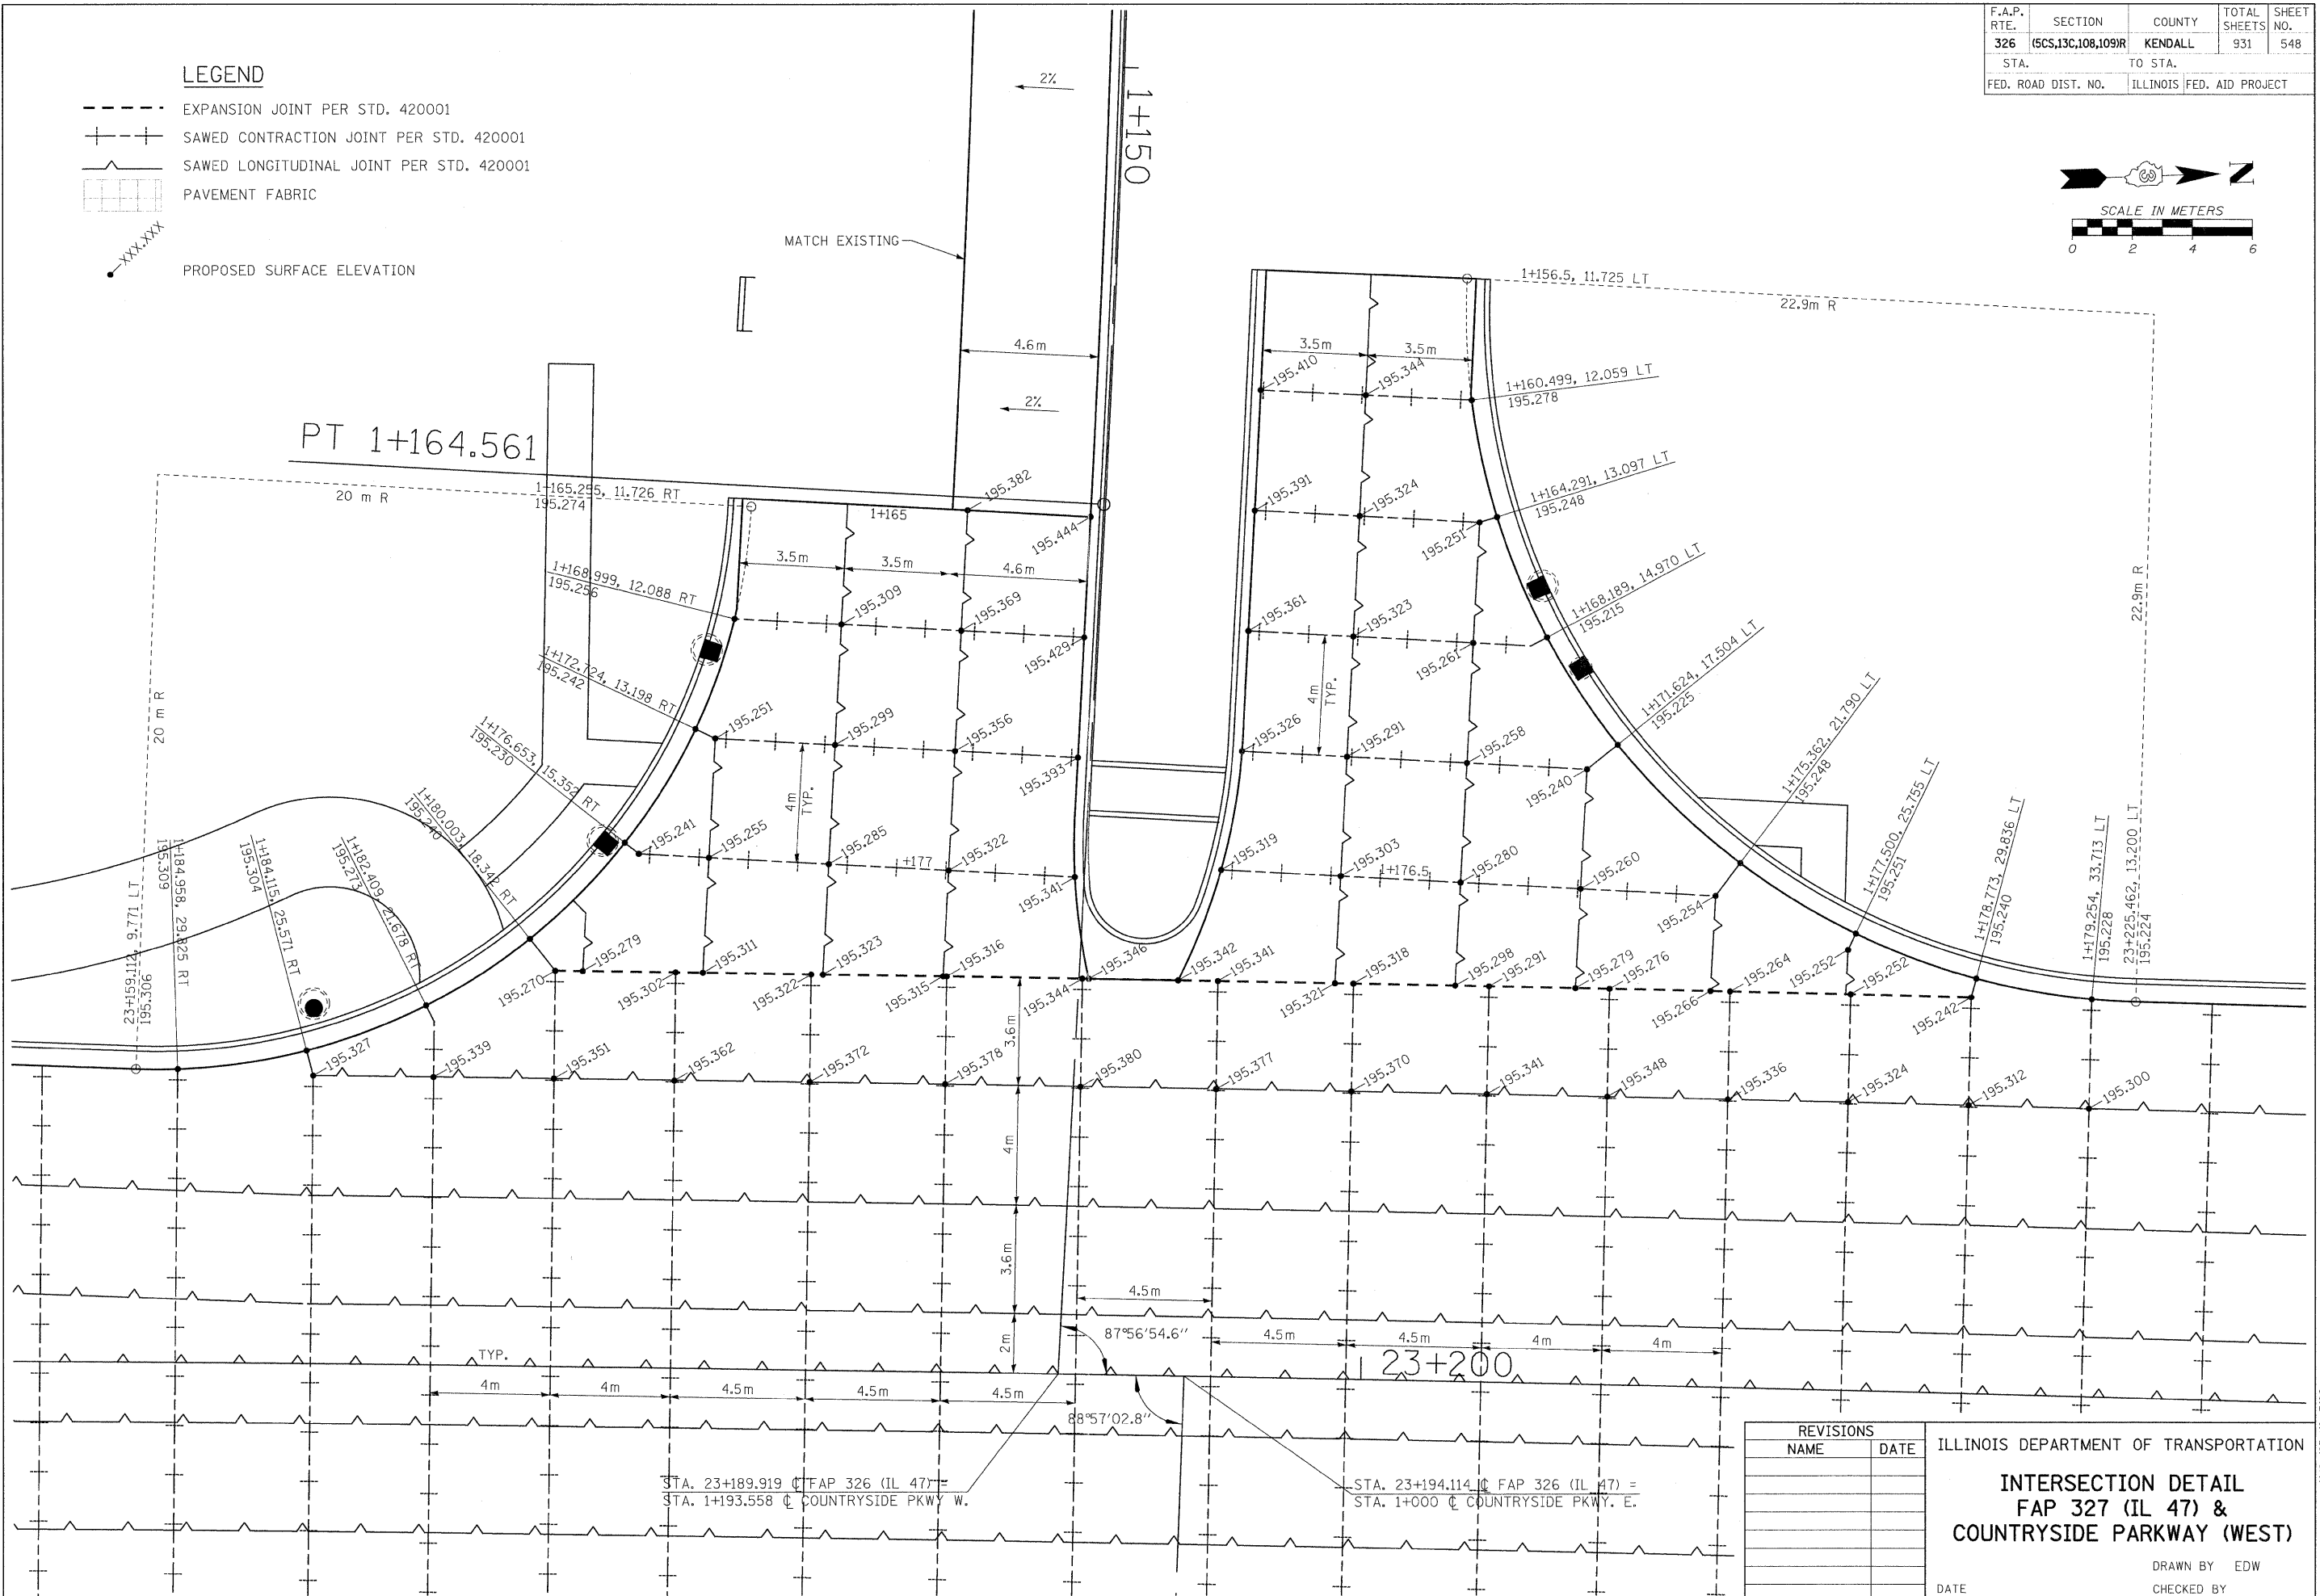 F.A.P. RTE. SECTION COUNTY TOTAL SHEETS SHEET NO.
326 (5CS,13C,108,109)R KENDALL 931 548
STA. TO STA.
FED. ROAD DIST. NO. ILLINOIS FED. AID PROJECT
LEGEND
EXPANSION JOINT PER STD. 420001
SAWED CONTRACTION JOINT PER STD. 420001
SAWED LONGITUDINAL JOINT PER STD. 420001
PAVEMENT FABRIC
XXX.XXX
PROPOSED SURFACE ELEVATION
N
3
SCALE IN METERS
0 2 4 6
2%
1+150
MATCH EXISTING
4.6m
2%
1+156.5, 11.725 LT
22.9m R
22.9m R
3.5m
3.5m
195.410
195.344
1+160.499, 12.059 LT
195.278
PT 1+164.561
20 m R
20 m R
1+165.255, 11.726 RT
195.274
1+165
195.382
195.444
195.391
195.324
195.251
1+164.291, 13.097 LT
195.248
3.5m
3.5m
4.6m
1+168.999, 12.088 RT
195.256
195.309
195.369
195.429
195.361
195.323
195.261
1+168.189, 14.970 LT
195.215
4m
TYP.
1+172.724, 13.198 RT
195.242
195.251
195.299
195.356
195.393
195.326
195.291
195.258
195.240
1+171.624, 17.504 LT
195.225
4m
TYP.
1+176.653, 15.352 RT
195.230
195.241
195.255
195.285
+177
195.322
195.341
195.319
195.303
1+176.5
195.280
195.260
195.254
1+175.362, 21.790 LT
195.248
1+180.003, 18.342 RT
195.240
1+182.409, 21.678 RT
195.273
1+184.115, 25.571 RT
195.304
1+184.958, 29.825 RT
195.309
23+159.112, 9.771 LT
195.306
1+177.500, 25.755 LT
195.251
1+178.773, 29.836 LT
195.240
1+179.254, 33.713 LT
195.228
23+225.462, 13.200 LT
195.224
195.270
195.279
195.302
195.311
195.322
195.323
195.315
195.316
195.344
195.346
195.342
195.341
195.321
195.318
195.298
195.291
195.279
195.276
195.266
195.264
195.252
195.252
195.242
195.327
195.339
195.351
195.362
195.372
195.378
195.380
195.377
195.370
195.341
195.348
195.336
195.324
195.312
195.300
3.6m
4m
3.6m
2m
4.5m
87°56'54.6"
4.5m
4.5m
4m
4m
23+200
TYP.
4m
4m
4.5m
4.5m
4.5m
88°57'02.8"
STA. 23+189.919 ℄ FAP 326 (IL 47) =
STA. 1+193.558 ℄ COUNTRYSIDE PKWY W.
STA. 23+194.114 ℄ FAP 326 (IL 47) =
STA. 1+000 ℄ COUNTRYSIDE PKWY. E.
REVISIONS
NAME DATE
ILLINOIS DEPARTMENT OF TRANSPORTATION
INTERSECTION DETAIL
FAP 327 (IL 47) &
COUNTRYSIDE PARKWAY (WEST)
DRAWN BY EDW
DATE CHECKED BY